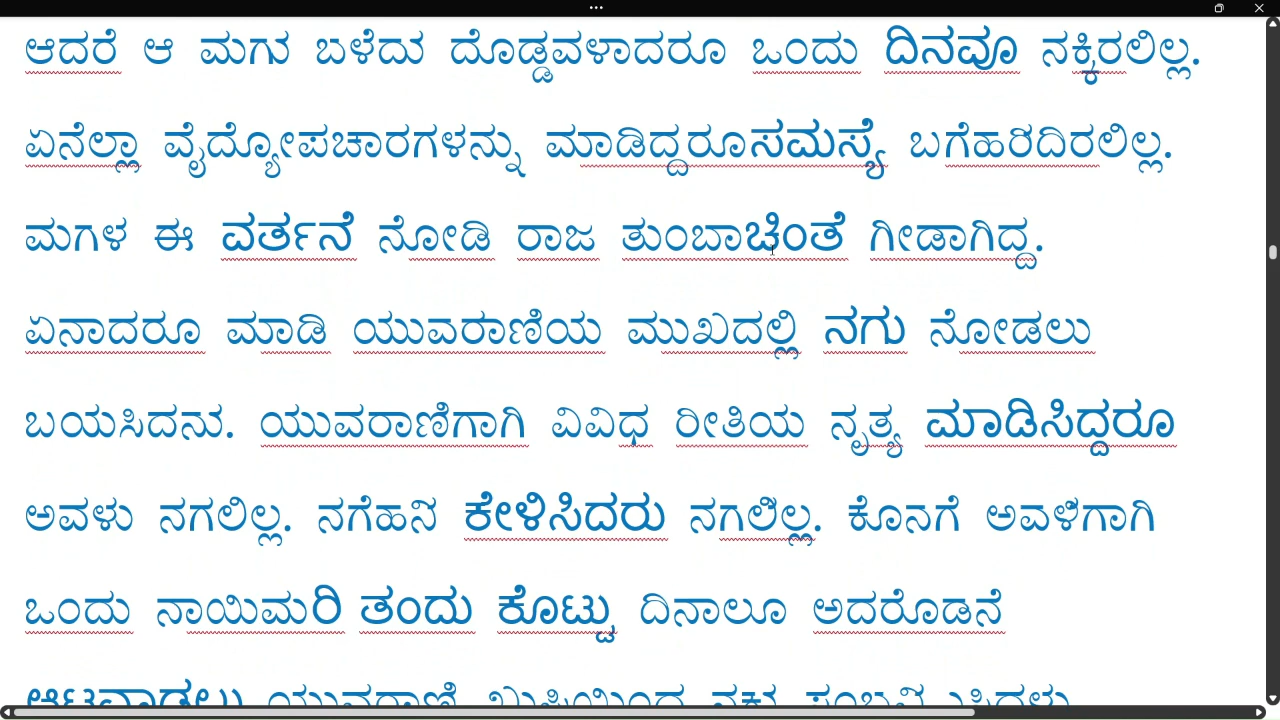 ಆದರೆ ಆ ಮಗು ಬಳೆದು ದೊಡ್ಡವಳಾದರೂ ಒಂದು ದಿನವೂ ನಕ್ಕಿರಲಿಲ್ಲ.
ಏನೆಲ್ಲಾ ವೈದ್ಯೋಪಚಾರಗಳನ್ನು ಮಾಡಿದ್ದರೂಸಮಸ್ಯೆ ಬಗೆಹರಿದಿರಲಿಲ್ಲ.
ಮಗಳ ಈ ವರ್ತನೆ ನೋಡಿ ರಾಜ ತುಂಬಾಚಿಂತೆ ಗೀಡಾಗಿದ್ದ.
ಏನಾದರೂ ಮಾಡಿ ಯುವರಾಣಿಯ ಮುಖದಲ್ಲಿ ನಗು ನೋಡಲು
ಬಯಸಿದನು. ಯುವರಾಣಿಗಾಗಿ ವಿವಿಧ ರೀತಿಯ ನೃತ್ಯ ಮಾಡಿಸಿದ್ದರೂ
ಅವಳು ನಗಲಿಲ್ಲ. ನಗೆಹನಿ ಕೇಳಿಸಿದರು ನಗಲಿಲ್ಲ. ಕೊನಗೆ ಅವಳಿಗಾಗಿ
ಒಂದು ನಾಯಿಮರಿ ತಂದು ಕೊಟ್ಟು ದಿನಾಲೂ ಅದರೊಡನೆ
ಯುವರಾಣಿ ಖುಷಿಯಿಂದ